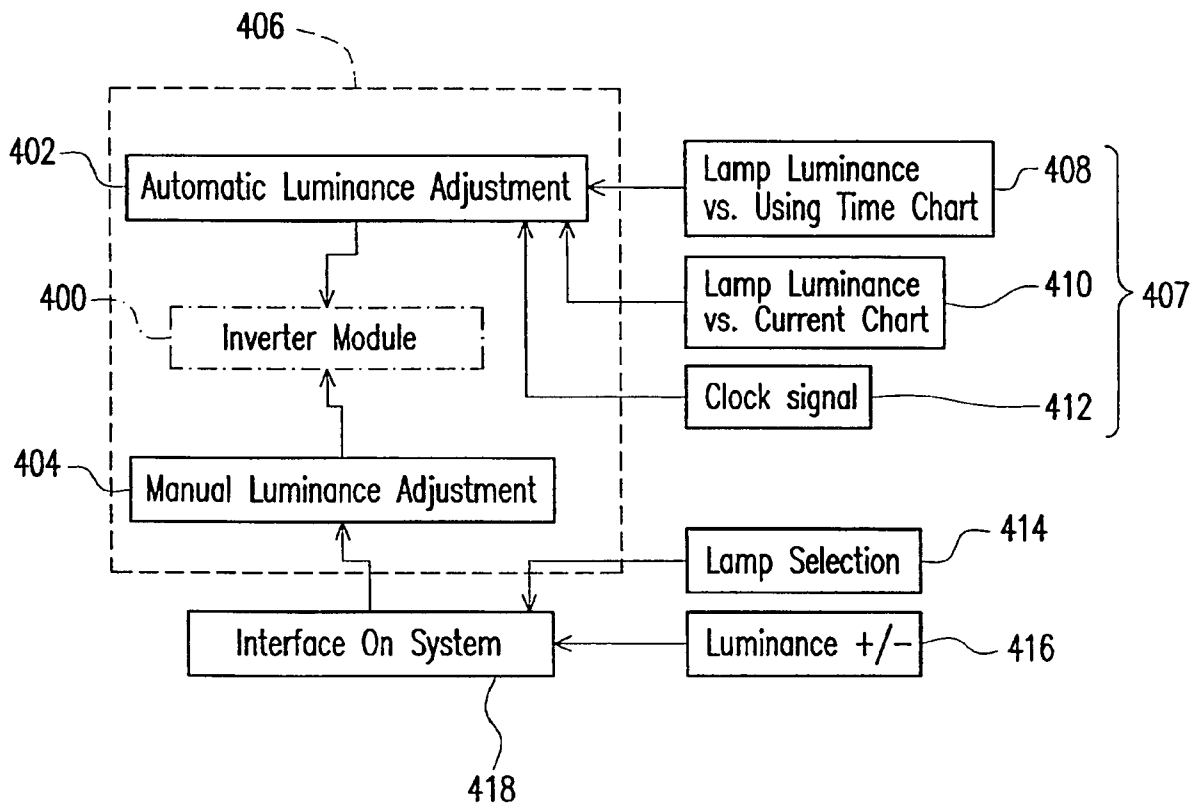 406
402
Automatic Luminance Adjustment
Lamp Luminance
vs. Using Time Chart
408
400
Inverter Module
Lamp Luminance
vs. Current Chart
410
407
Clock signal
412
404
Manual Luminance Adjustment
Lamp Selection
414
Interface On System
Luminance +/-
416
418